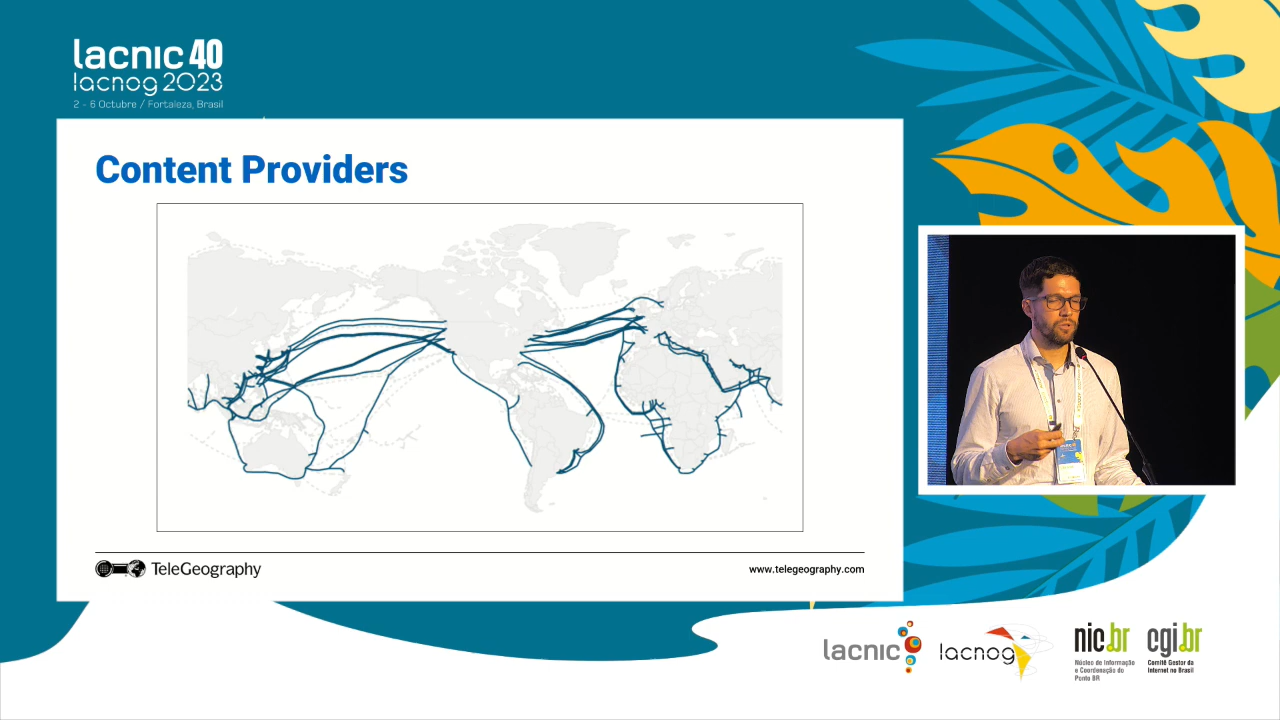 lacnic 40
lacnog 2023
2 - 6 Octubre / Fortaleza, Brasil
Content Providers
TeleGeography
www.telegeography.com
lacnic
lacnog
nic.br
Núcleo de Informação
e Coordenação do
Ponto BR
cgi.br
Comitê Gestor da
Internet no Brasil